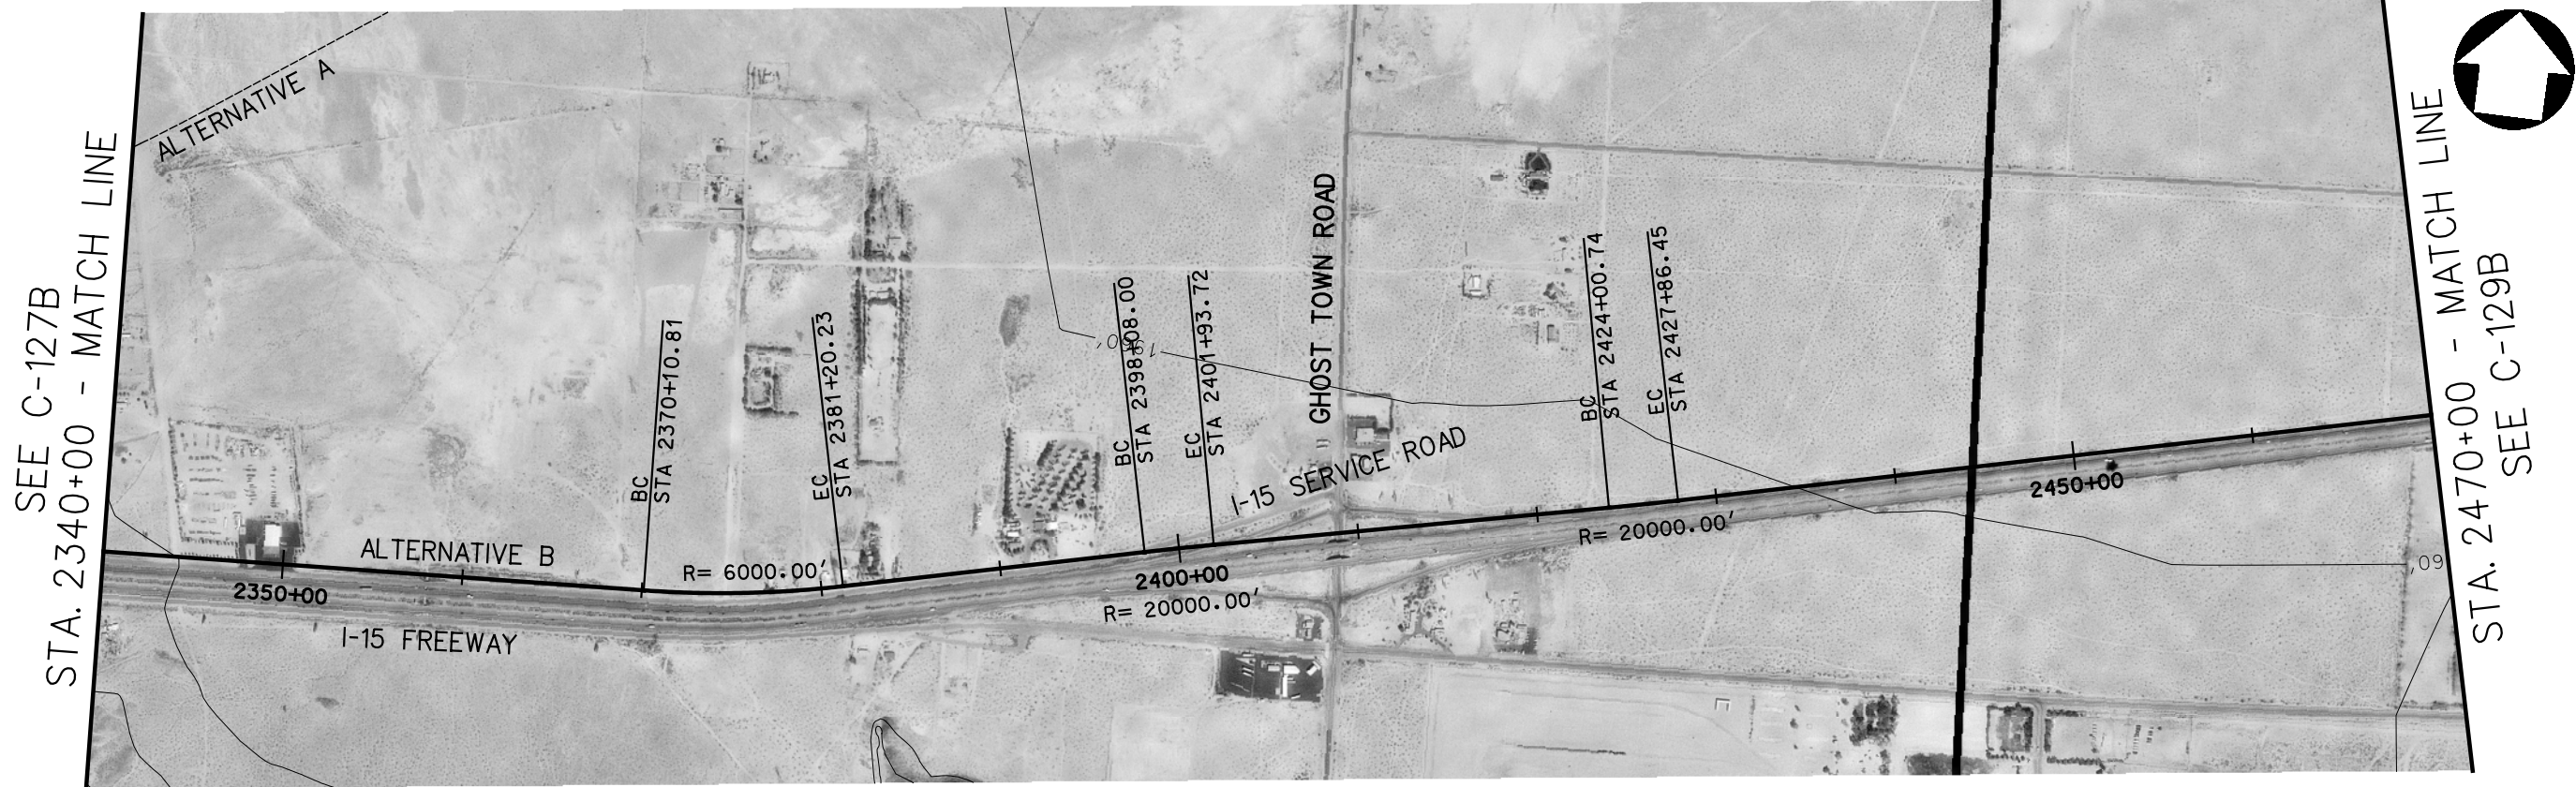 SEE C-127B
STA. 2340+00 - MATCH LINE
ALTERNATIVE A
ALTERNATIVE B
2350+00
I-15 FREEWAY
BC
STA 2370+10.81
R= 6000.00'
EC
STA 2381+20.23
1960'
BC
STA 2398+08.00
EC
STA 2401+93.72
2400+00
R= 20000.00'
I-15 SERVICE ROAD
GHOST TOWN ROAD
BC
STA 2424+00.74
EC
STA 2427+86.45
R= 20000.00'
2450+00
60'
STA. 2470+00 - MATCH LINE
SEE C-129B